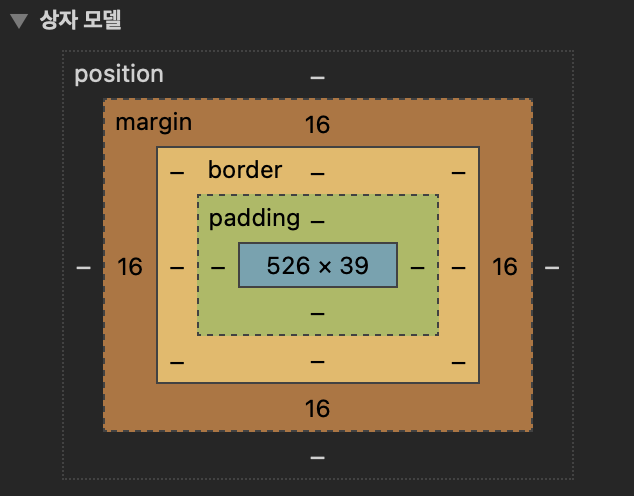 ▼ 상자 모델
position –
margin 16
– border – –
padding –
– 16 – – 526 × 39 – – 16 –
–
– – –
16
–